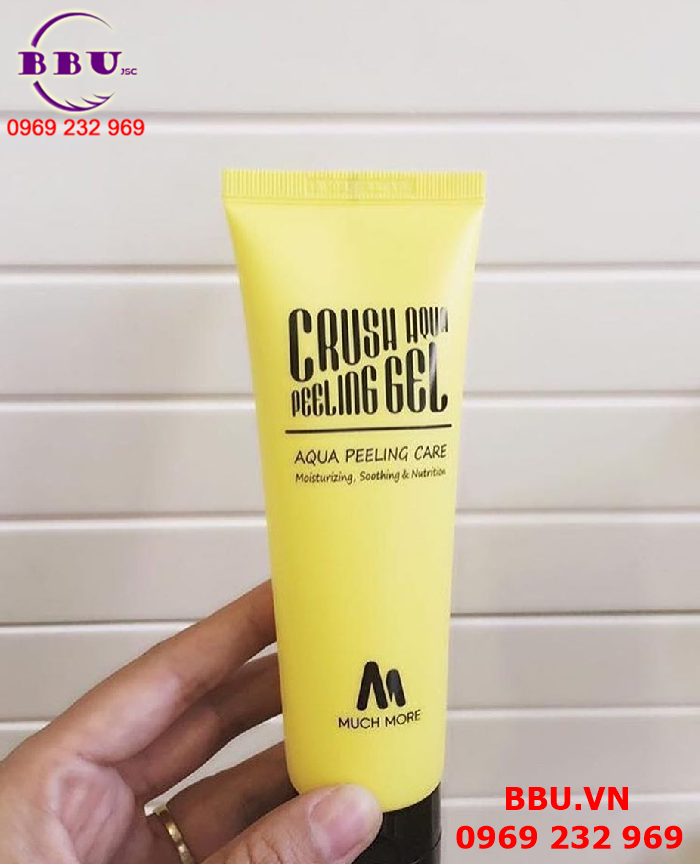 BBU JSC
0969 232 969
CRUSH AQUA
PEELING GEL
AQUA PEELING CARE
Moisturizing, Soothing & Nutrition
MUCH MORE
BBU.VN
0969 232 969